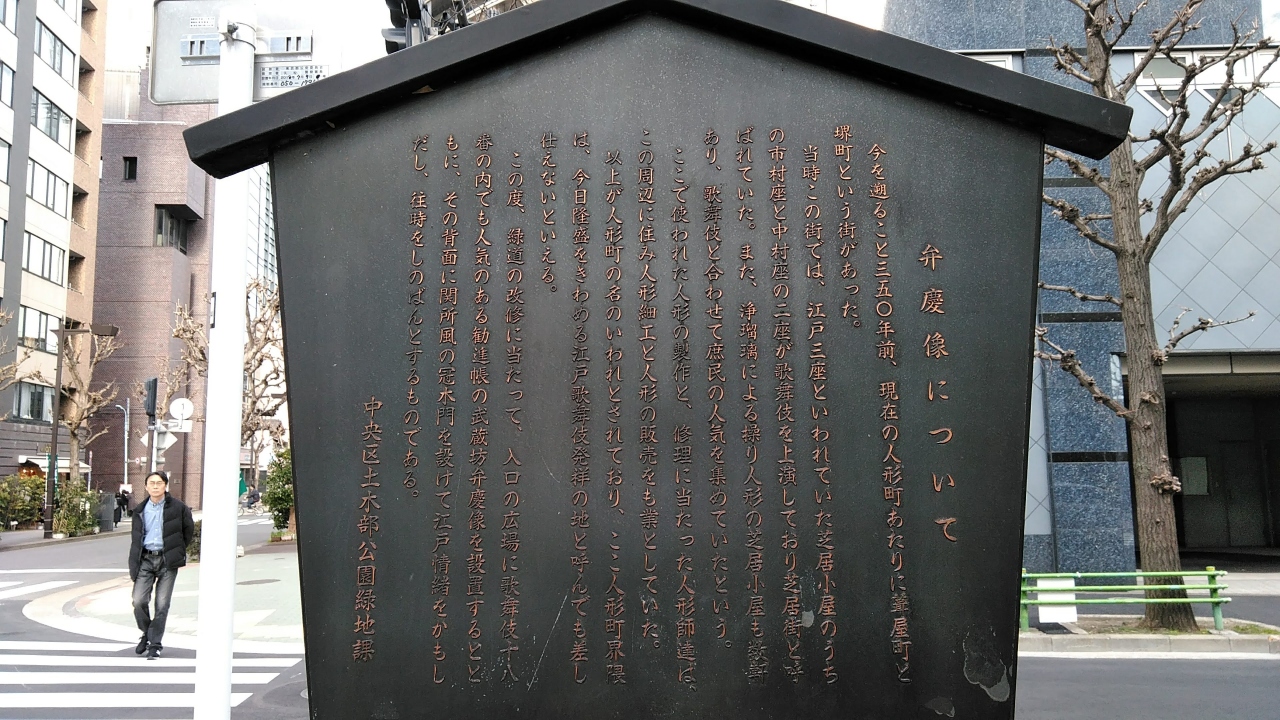 弁慶像について
今を遡ること三五〇年前、現在の人形町あたりに葺屋町と
堺町という街があった。
当時この街では、江戸三座といわれていた芝居小屋のうち
の市村座と中村座の二座が歌舞伎を上演しており芝居街と呼
ばれていた。また、浄瑠璃による操り人形の芝居小屋も数軒
あり、歌舞伎と合わせて庶民の人気を集めていたという。
ここで使われた人形の製作と、修理に当たった人形師達は、
この周辺に住み人形細工と人形の販売をも業としていた。
以上が人形町の名のいわれとされており、ここ人形町界隈
は、今日隆盛をきわめる江戸歌舞伎発祥の地と呼んでも差し
仕えないといえる。
この度、緑道の改修に当たって、入口の広場に歌舞伎十八
番の内でも人気のある勧進帳の武蔵坊弁慶像を設置するとと
もに、その背面に関所風の冠木門を設けて江戸情緒をかもし
だし、往時をしのばんとするものである。
中央区土木部公園緑地課